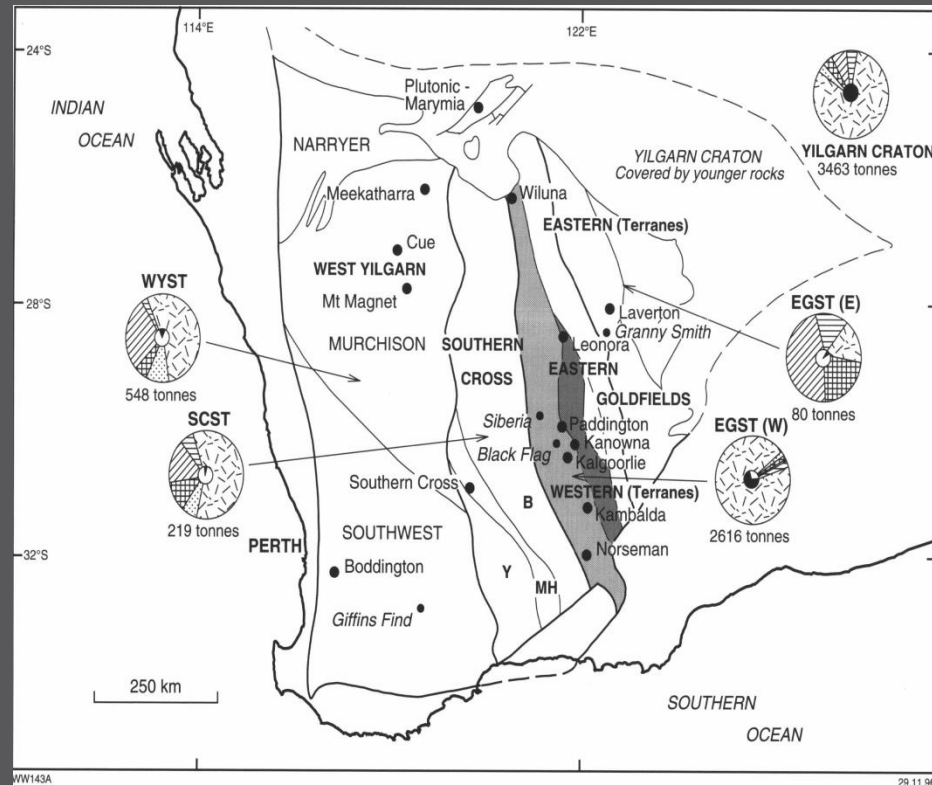 114°E
122°E
24°S
INDIAN
OCEAN
Plutonic -
Marymia
NARRYER
YILGARN CRATON
Covered by younger rocks
YILGARN CRATON
3463 tonnes
Meekatharra
Wiluna
EASTERN (Terranes)
Cue
WEST YILGARN
Mt Magnet
WYST
548 tonnes
28°S
MURCHISON
SOUTHERN
CROSS
Laverton
Granny Smith
Leonora
EASTERN
GOLDFIELDS
EGST (E)
80 tonnes
SCST
219 tonnes
Siberia
Paddington
Black Flag
Kanowna
Kalgoorlie
EGST (W)
2616 tonnes
Southern Cross
B
WESTERN (Terranes)
Kambalda
SOUTHWEST
PERTH
32°S
Norseman
Boddington
Y
MH
Giffins Find
250 km
SOUTHERN
OCEAN
WW143A